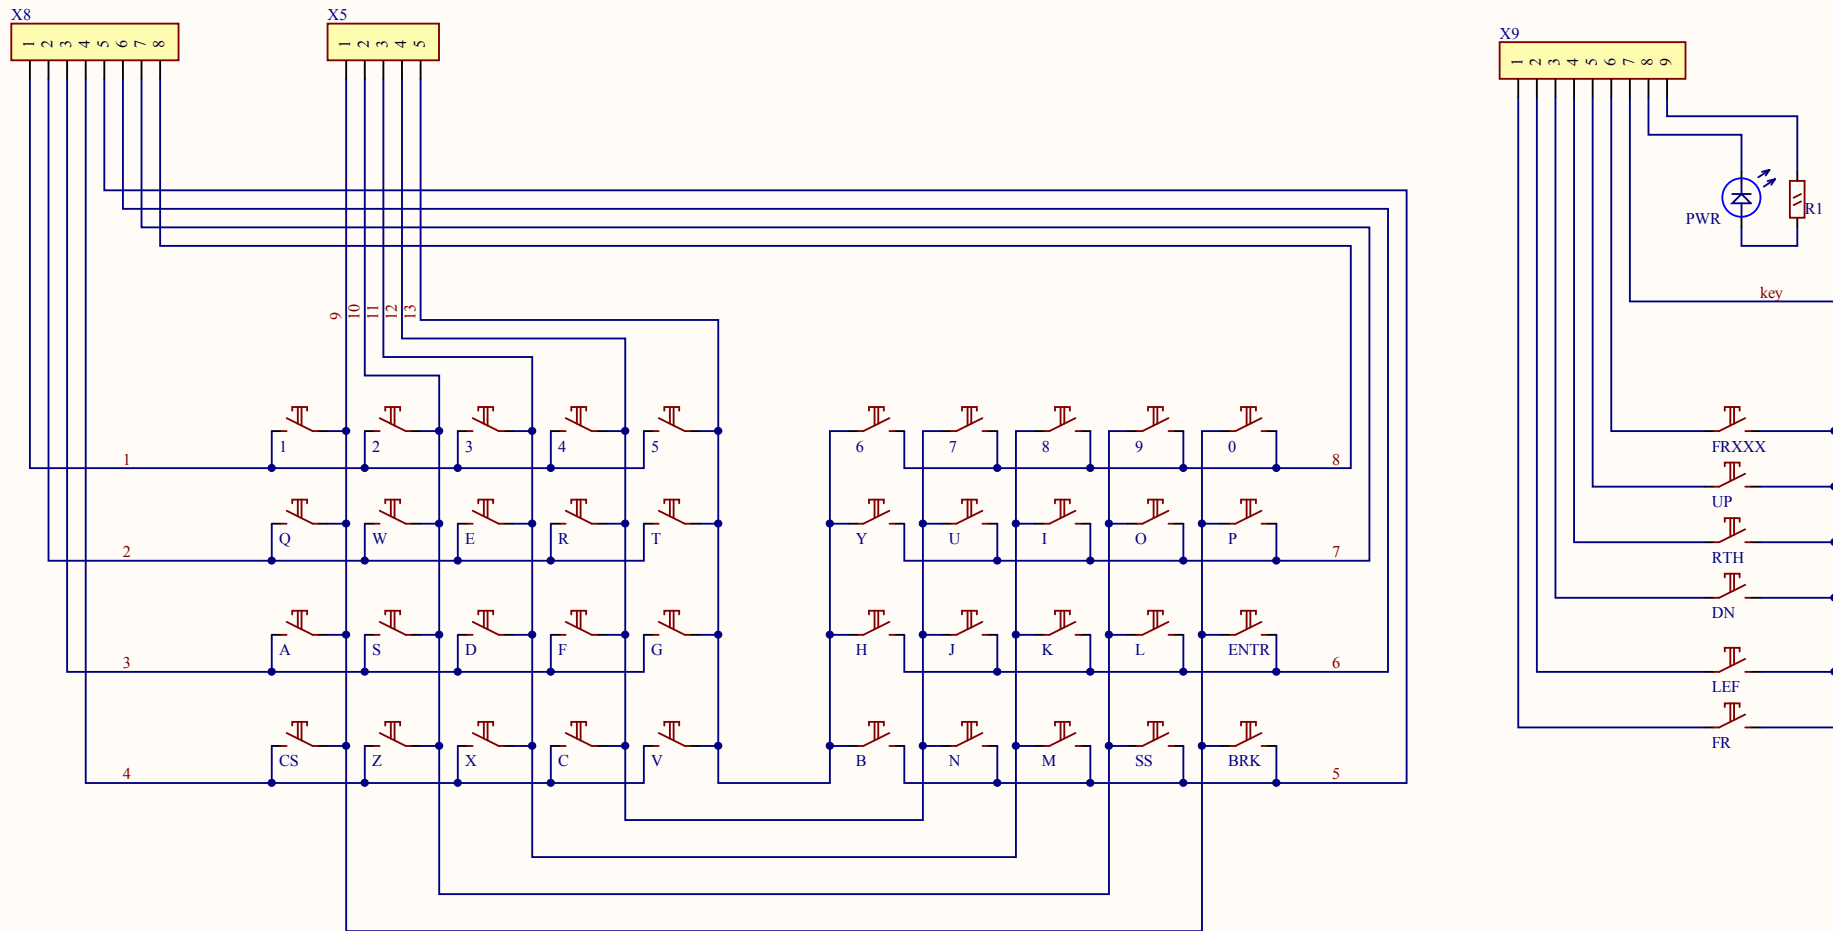 X8
1 2 3 4 5 6 7 8
X5
1 2 3 4 5
X9
1 2 3 4 5 6 7 8 9
PWR
R1
key
9 10 11 12 13
1 2 3 4 5 6 7 8 9 0
1
8
FRXXX
UP
Q W E R T Y U I O P
2
7
RTH
DN
A S D F G H J K L ENTR
3
6
LEF
FR
CS Z X C V B N M SS BRK
4
5